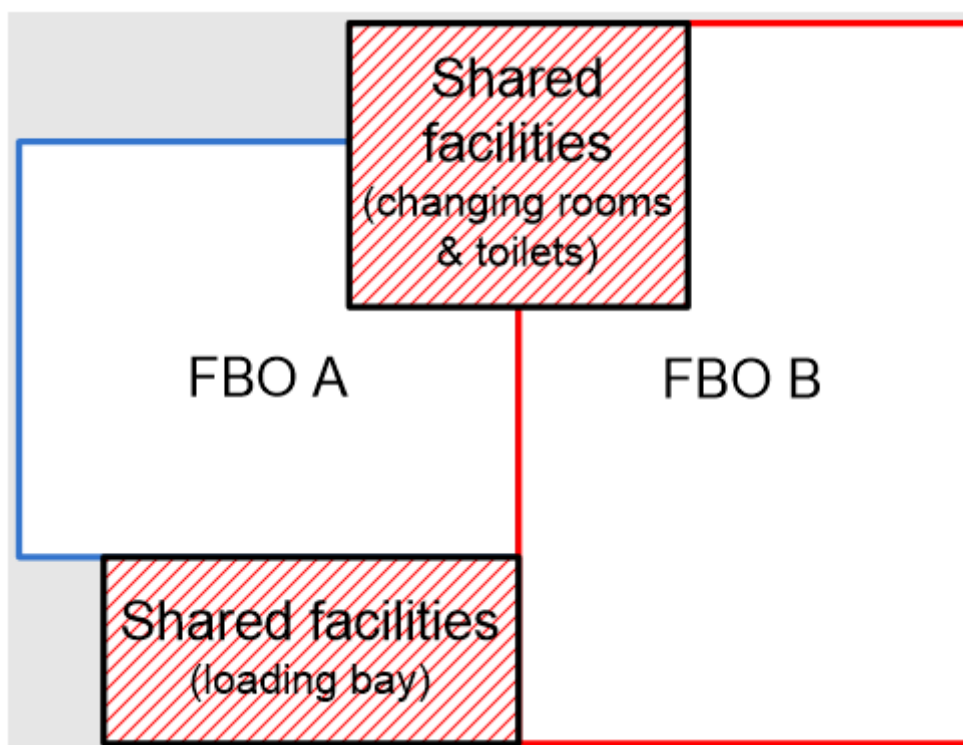 Shared
facilities
(changing rooms
& toilets)
FBO A
FBO B
Shared facilities
(loading bay)